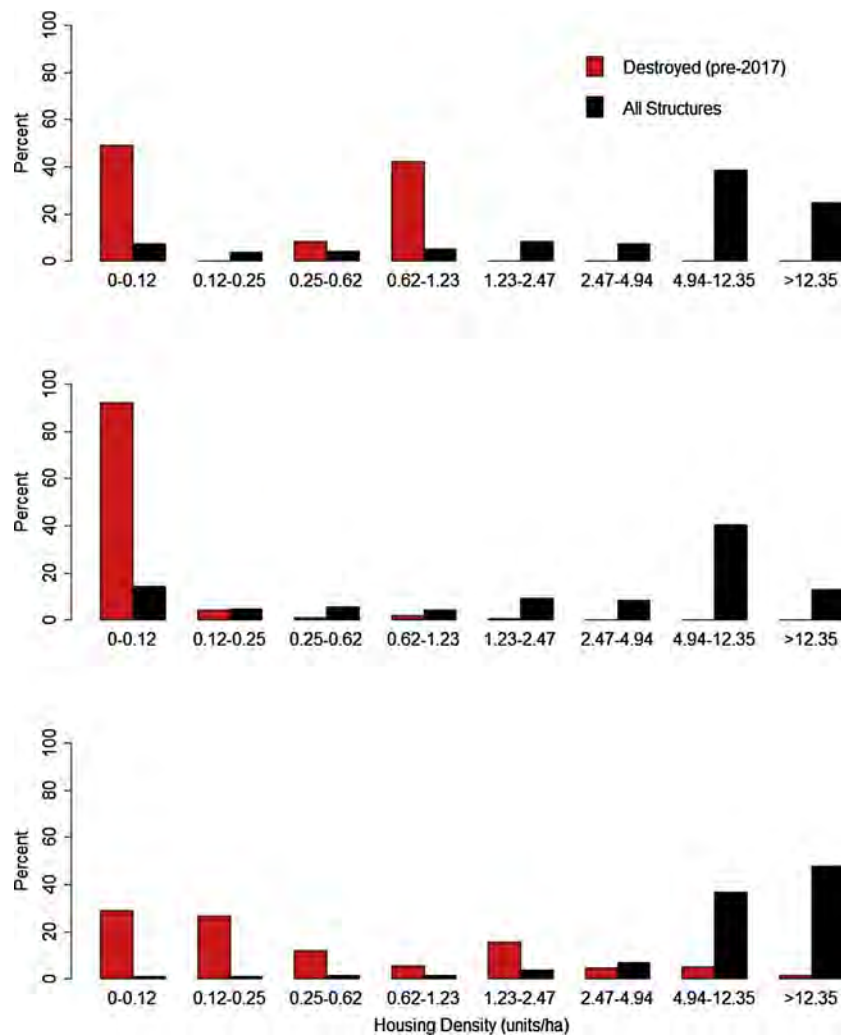 100
80
60
40
20
0
Percent
Destroyed (pre-2017)
All Structures
0-0.12 0.12-0.25 0.25-0.62 0.62-1.23 1.23-2.47 2.47-4.94 4.94-12.35 >12.35
100
80
60
40
20
0
Percent
0-0.12 0.12-0.25 0.25-0.62 0.62-1.23 1.23-2.47 2.47-4.94 4.94-12.35 >12.35
100
80
60
40
20
0
Percent
0-0.12 0.12-0.25 0.25-0.62 0.62-1.23 1.23-2.47 2.47-4.94 4.94-12.35 >12.35
Housing Density (units/ha)